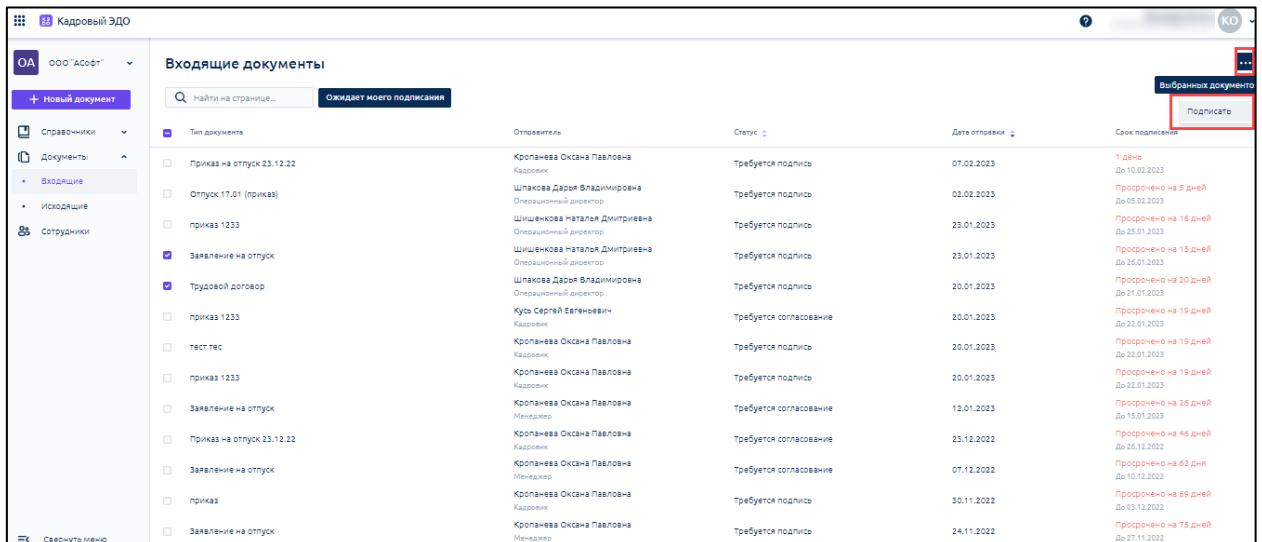 Кадровый ЭДО
КО
ОА
ООО "АСофт"
Входящие документы
+ Новый документ
Найти на странице...
Ожидает моего подписания
Выбранных документо
Подписать
Справочники
Документы
Входящие
Исходящие
Сотрудники
Свернуть меню
Тип документа Отправитель Статус Дата отправки Срок подписания
Приказ на отпуск 23.12.22 Кропанева Оксана Павловна Требуется подпись 07.02.2023 1 день
Кадровик До 10.02.2023
Отпуск 17.01 (приказ) Шпакова Дарья Владимировна Требуется подпись 02.02.2023 Просрочено на 5 дней
Операционный директор До 05.02.2023
приказ 1233 Шишенкова Наталья Дмитриевна Требуется подпись 23.01.2023 Просрочено на 16 дней
Операционный директор До 25.01.2023
Заявление на отпуск Шишенкова Наталья Дмитриевна Требуется подпись 23.01.2023 Просрочено на 15 дней
Операционный директор До 26.01.2023
Трудовой договор Шпакова Дарья Владимировна Требуется подпись 20.01.2023 Просрочено на 20 дней
Операционный директор До 21.01.2023
приказ 1233 Кусь Сергей Евгеньевич Требуется согласование 20.01.2023 Просрочено на 19 дней
Кадровик До 22.01.2023
тест тес Кропанева Оксана Павловна Требуется подпись 20.01.2023 Просрочено на 19 дней
Кадровик До 22.01.2023
приказ 1233 Кропанева Оксана Павловна Требуется подпись 20.01.2023 Просрочено на 19 дней
Кадровик До 22.01.2023
Заявление на отпуск Кропанева Оксана Павловна Требуется согласование 12.01.2023 Просрочено на 26 дней
Менеджер До 15.01.2023
Приказ на отпуск 23.12.22 Кропанева Оксана Павловна Требуется согласование 23.12.2022 Просрочено на 46 дней
Кадровик До 26.12.2022
Заявление на отпуск Кропанева Оксана Павловна Требуется согласование 07.12.2022 Просрочено на 62 дня
Менеджер До 10.12.2022
приказ Кропанева Оксана Павловна Требуется подпись 30.11.2022 Просрочено на 69 дней
Кадровик До 03.12.2022
Заявление на отпуск Кропанева Оксана Павловна Требуется подпись 24.11.2022 Просрочено на 75 дней
Менеджер До 27.11.2022